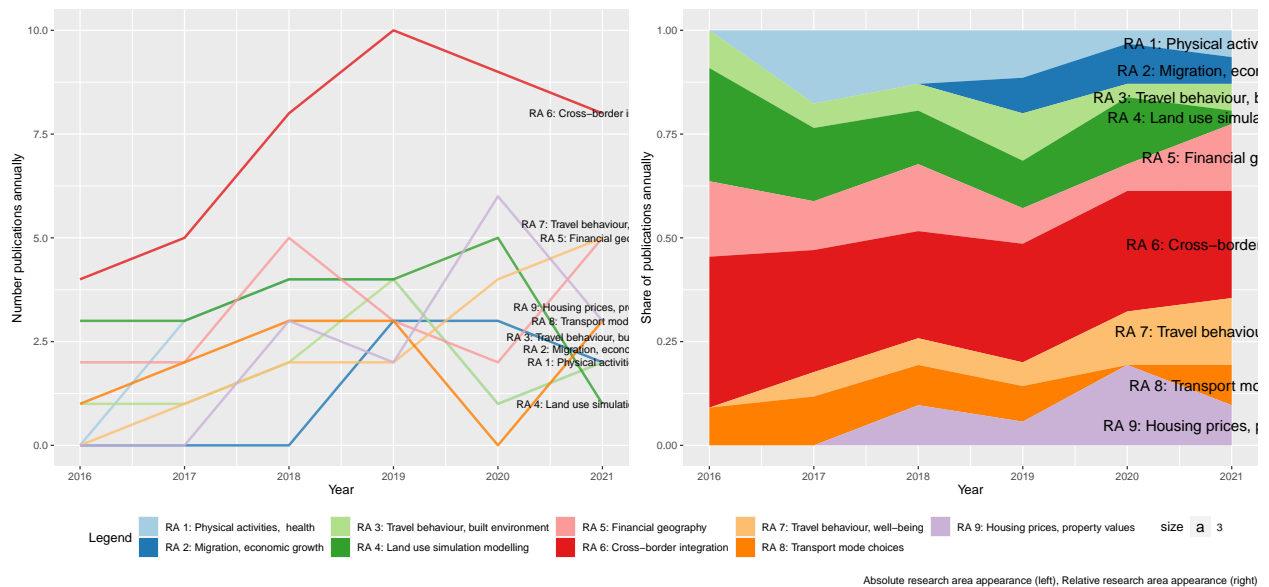 10.0
7.5
5.0
2.5
0.0
Number publications annually
RA 6: Cross−border i
RA 7: Travel behaviour,
RA 5: Financial geo
RA 9: Housing prices, pr
RA 8: Transport mod
RA 3: Travel behaviour, bu
RA 2: Migration, econo
RA 1: Physical activiti
RA 4: Land use simulati
2016 2017 2018 2019 2020 2021
Year
1.00
0.75
0.50
0.25
0.00
Share of publications annually
RA 1: Physical activ
RA 2: Migration, eco
RA 3: Travel behaviour, b
RA 4: Land use simula
RA 5: Financial g
RA 6: Cross−border
RA 7: Travel behaviou
RA 8: Transport mo
RA 9: Housing prices, p
2016 2017 2018 2019 2020 2021
Year
Legend
RA 1: Physical activities, health
RA 2: Migration, economic growth
RA 3: Travel behaviour, built environment
RA 4: Land use simulation modelling
RA 5: Financial geography
RA 6: Cross−border integration
RA 7: Travel behaviour, well−being
RA 8: Transport mode choices
RA 9: Housing prices, property values
size a 3
Absolute research area appearance (left), Relative research area appearance (right)